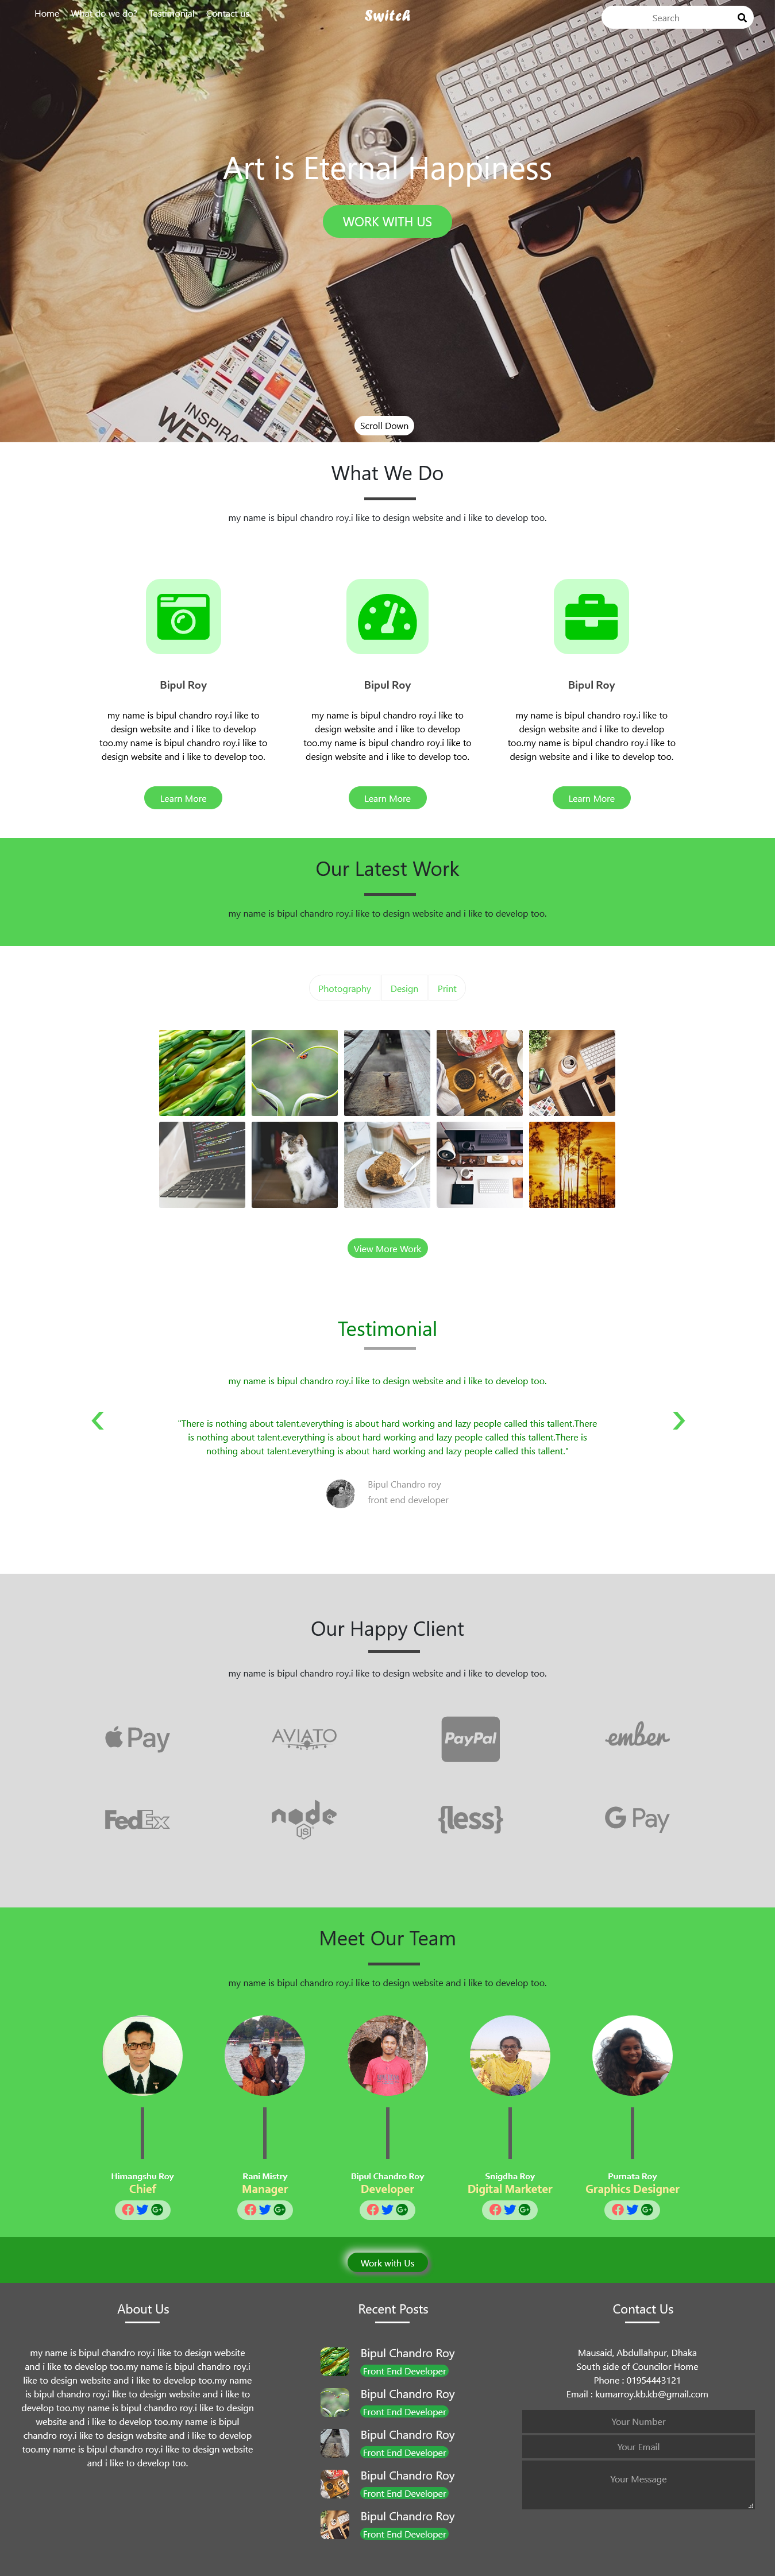 Home What do we do? Testimonial Contact us
Switch
Search
Art is Eternal Happiness
WORK WITH US
INSPIRAT
WEB
Scroll Down
What We Do
my name is bipul chandro roy.i like to design website and i like to develop too.
Bipul Roy
my name is bipul chandro roy.i like to
design website and i like to develop
too.my name is bipul chandro roy.i like to
design website and i like to develop too.
Learn More
Bipul Roy
my name is bipul chandro roy.i like to
design website and i like to develop
too.my name is bipul chandro roy.i like to
design website and i like to develop too.
Learn More
Bipul Roy
my name is bipul chandro roy.i like to
design website and i like to develop
too.my name is bipul chandro roy.i like to
design website and i like to develop too.
Learn More
Our Latest Work
my name is bipul chandro roy.i like to design website and i like to develop too.
Photography Design Print
View More Work
Testimonial
my name is bipul chandro roy.i like to design website and i like to develop too.
"There is nothing about talent.everything is about hard working and lazy people called this tallent.There
is nothing about talent.everything is about hard working and lazy people called this tallent.There is
nothing about talent.everything is about hard working and lazy people called this tallent."
Bipul Chandro roy
front end developer
Our Happy Client
my name is bipul chandro roy.i like to design website and i like to develop too.
Pay AVIATO PayPal ember
FedEx node JS {less} G Pay
Meet Our Team
my name is bipul chandro roy.i like to design website and i like to develop too.
Himangshu Roy
Chief
Rani Mistry
Manager
Bipul Chandro Roy
Developer
Snigdha Roy
Digital Marketer
Purnata Roy
Graphics Designer
Work with Us
About Us
my name is bipul chandro roy.i like to design website
and i like to develop too.my name is bipul chandro roy.i
like to design website and i like to develop too.my name
is bipul chandro roy.i like to design website and i like to
develop too.my name is bipul chandro roy.i like to design
website and i like to develop too.my name is bipul
chandro roy.i like to design website and i like to develop
too.my name is bipul chandro roy.i like to design website
and i like to develop too.
Recent Posts
Bipul Chandro Roy
Front End Developer
Bipul Chandro Roy
Front End Developer
Bipul Chandro Roy
Front End Developer
Bipul Chandro Roy
Front End Developer
Bipul Chandro Roy
Front End Developer
Contact Us
Mausaid, Abdullahpur, Dhaka
South side of Councilor Home
Phone : 01954443121
Email : kumarroy.kb.kb@gmail.com
Your Number
Your Email
Your Message